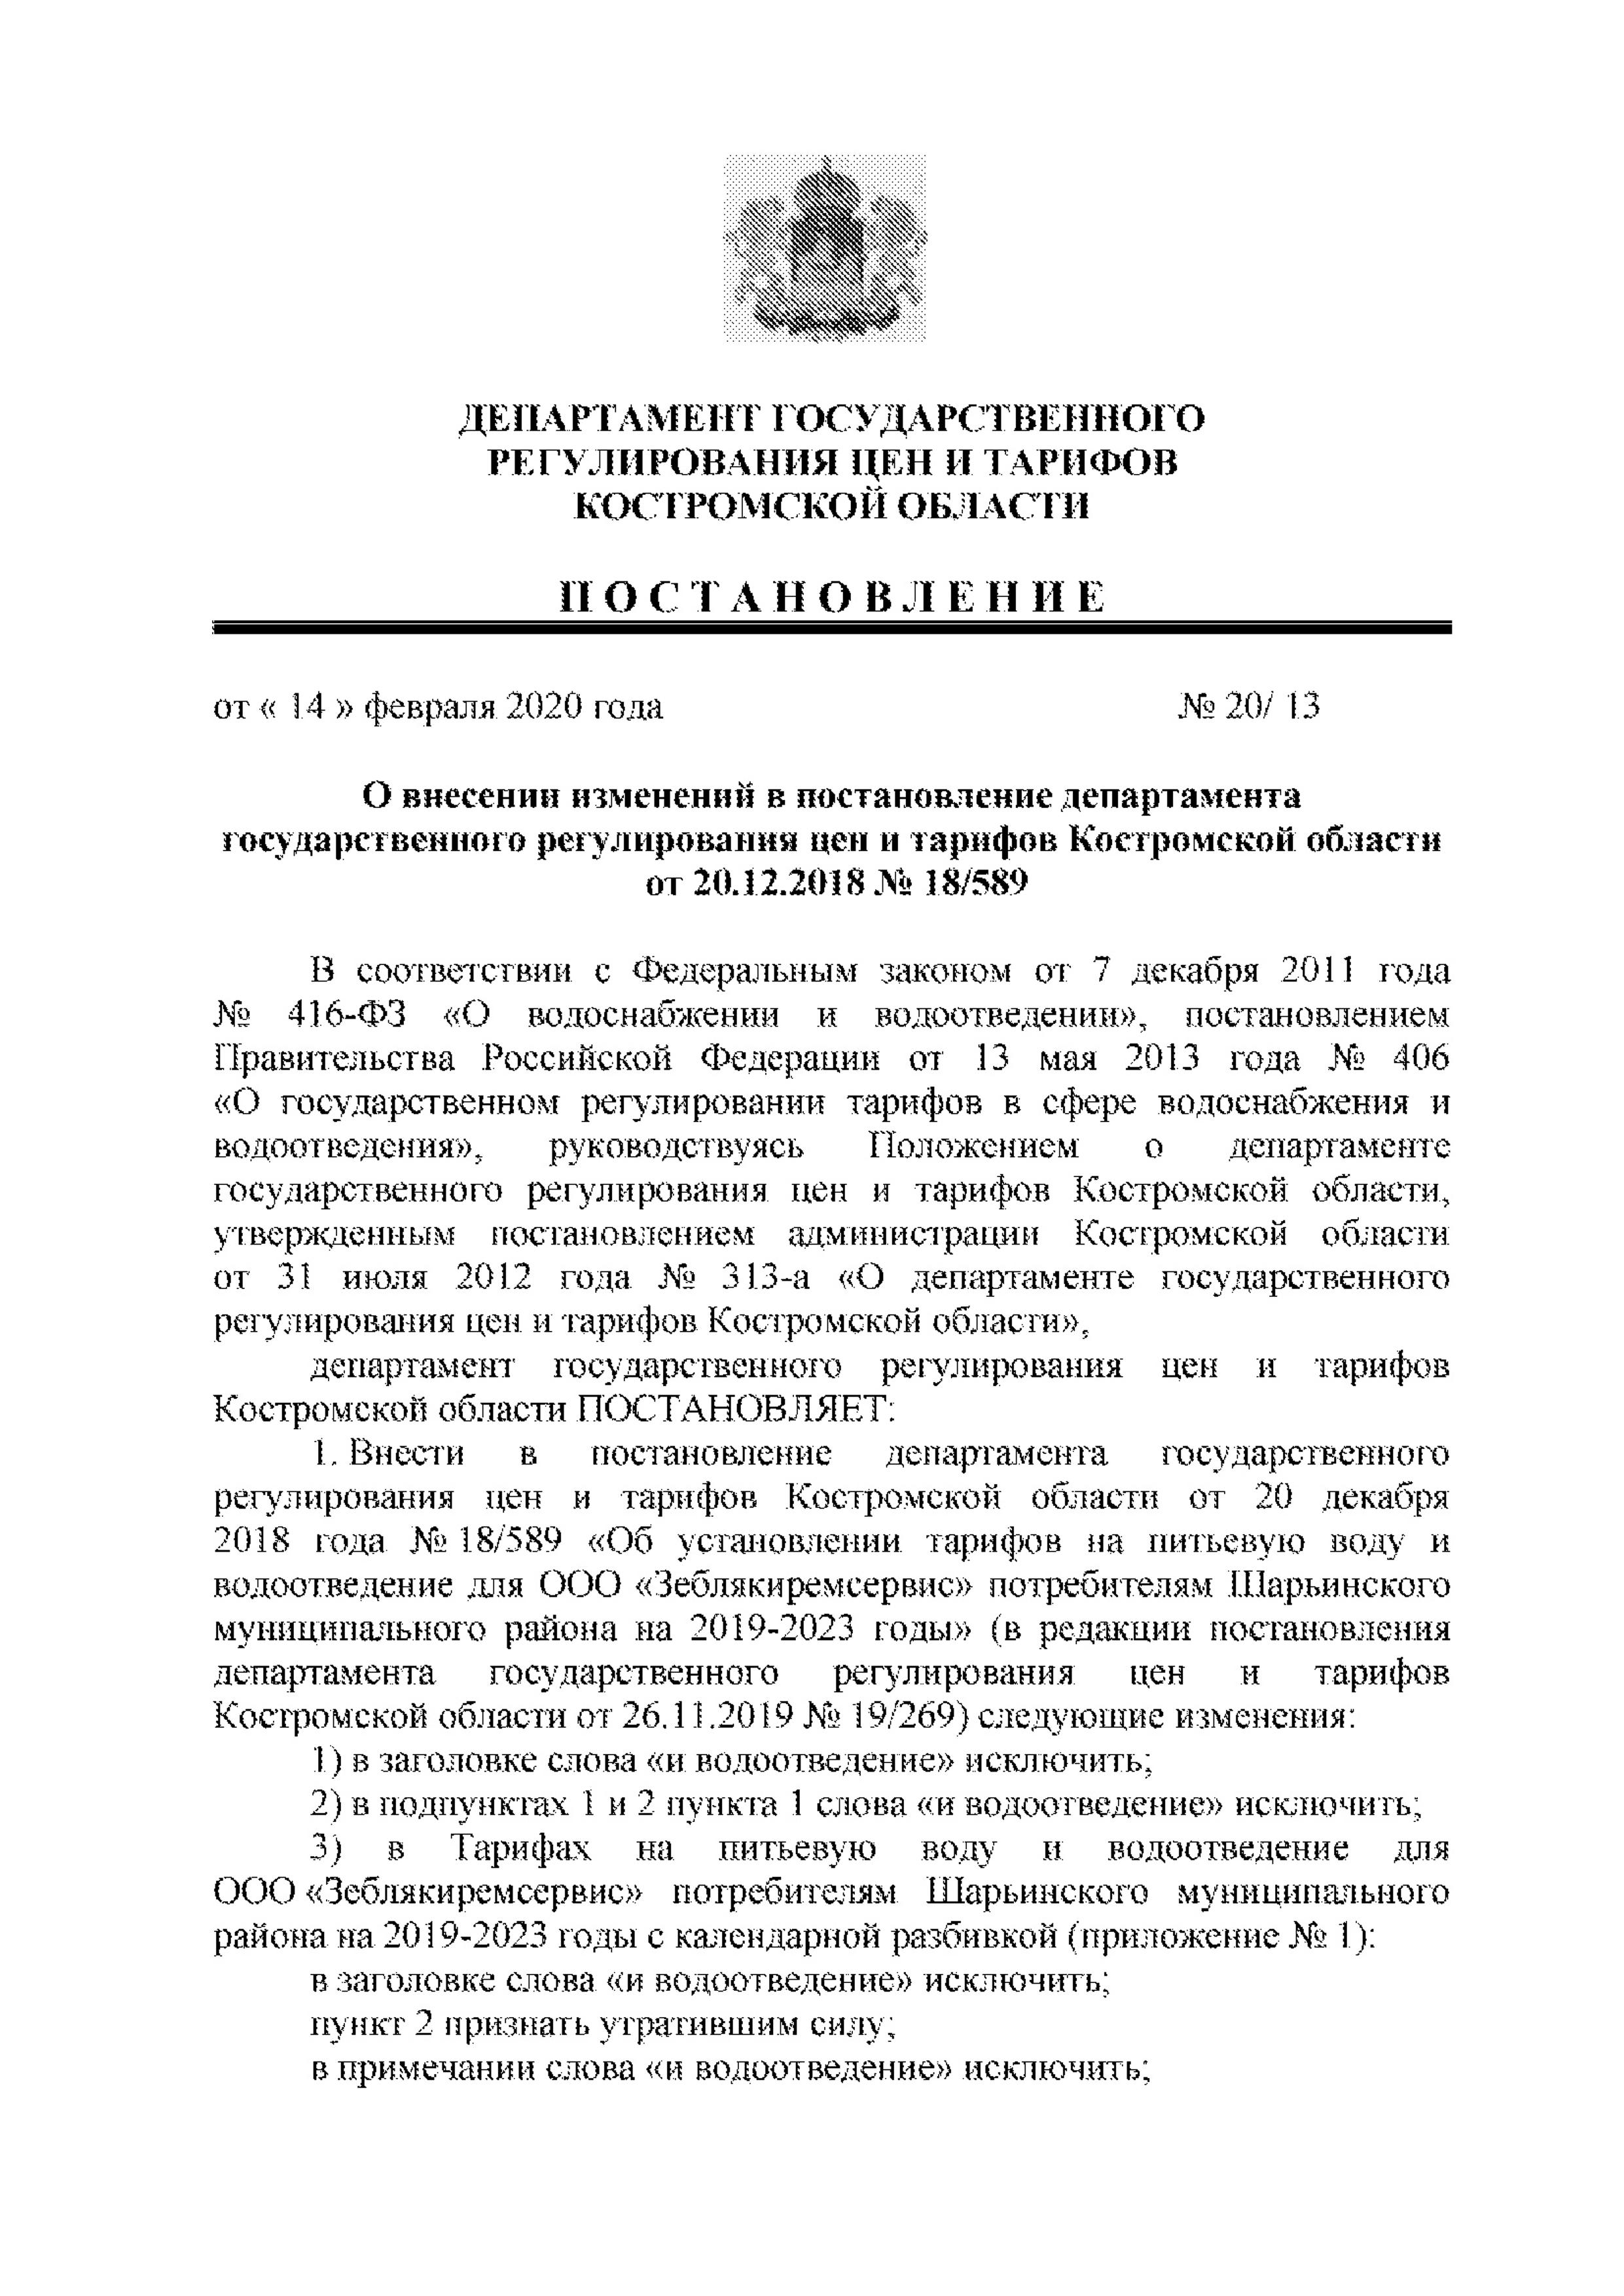 ДЕПАРТАМЕНТ ГОСУДАРСТВЕННОГО
РЕГУЛИРОВАНИЯ ЦЕН И ТАРИФОВ
КОСТРОМСКОЙ ОБЛАСТИ
П О С Т А Н О В Л Е Н И Е
от « 14 » февраля 2020 года № 20/ 13
О внесении изменений в постановление департамента
государственного регулирования цен и тарифов Костромской области
от 20.12.2018 № 18/589
В соответствии с Федеральным законом от 7 декабря 2011 года
№ 416-ФЗ «О водоснабжении и водоотведении», постановлением
Правительства Российской Федерации от 13 мая 2013 года № 406
«О государственном регулировании тарифов в сфере водоснабжения и
водоотведения», руководствуясь Положением о департаменте
государственного регулирования цен и тарифов Костромской области,
утвержденным постановлением администрации Костромской области
от 31 июля 2012 года № 313-а «О департаменте государственного
регулирования цен и тарифов Костромской области»,
департамент государственного регулирования цен и тарифов
Костромской области ПОСТАНОВЛЯЕТ:
1. Внести в постановление департамента государственного
регулирования цен и тарифов Костромской области от 20 декабря
2018 года № 18/589 «Об установлении тарифов на питьевую воду и
водоотведение для ООО «Зеблякиремсервис» потребителям Шарьинского
муниципального района на 2019-2023 годы» (в редакции постановления
департамента государственного регулирования цен и тарифов
Костромской области от 26.11.2019 № 19/269) следующие изменения:
1) в заголовке слова «и водоотведение» исключить;
2) в подпунктах 1 и 2 пункта 1 слова «и водоотведение» исключить;
3) в Тарифах на питьевую воду и водоотведение для
ООО «Зеблякиремсервис» потребителям Шарьинского муниципального
района на 2019-2023 годы с календарной разбивкой (приложение № 1):
в заголовке слова «и водоотведение» исключить;
пункт 2 признать утратившим силу;
в примечании слова «и водоотведение» исключить;